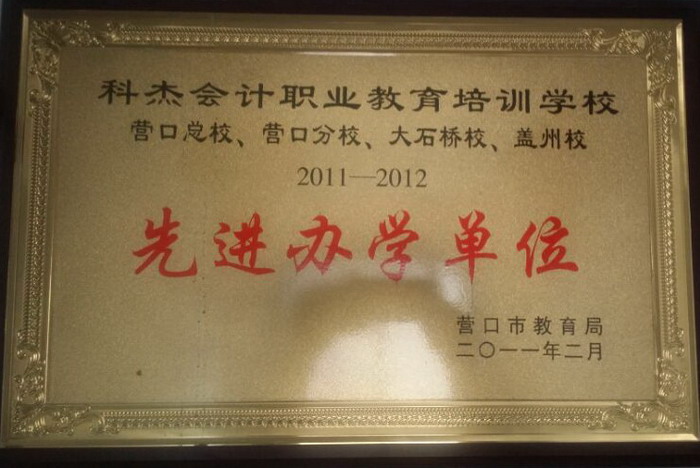 科杰会计职业教育培训学校
营口总校、营口分校、大石桥校、盖州校
2011—2012
先进办学单位
营口市教育局
二〇一一年二月